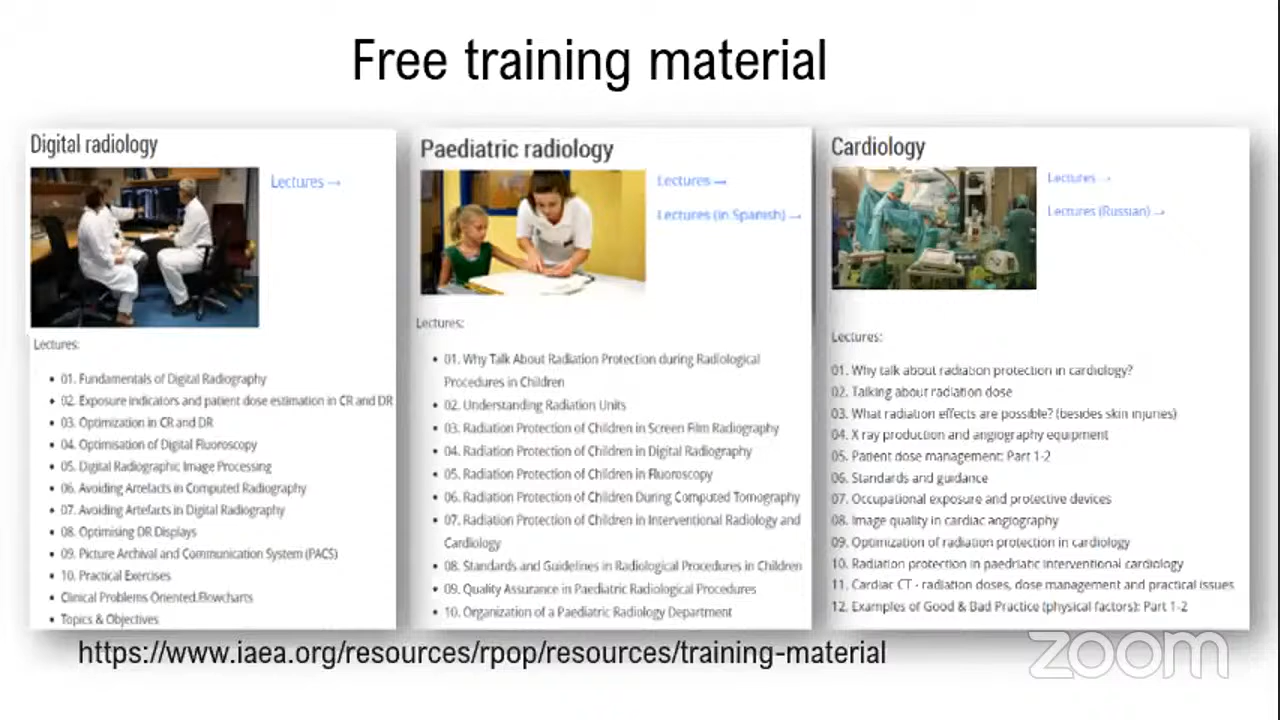 Free training material
Digital radiology
Lectures →
Lectures:
• 01. Fundamentals of Digital Radiography
• 02. Exposure indicators and patient dose estimation in CR and DR
• 03. Optimization in CR and DR
• 04. Optimisation of Digital Fluoroscopy
• 05. Digital Radiographic Image Processing
• 06. Avoiding Artefacts in Computed Radiography
• 07. Avoiding Artefacts in Digital Radiography
• 08. Optimising DR Displays
• 09. Picture Archival and Communication System (PACS)
• 10. Practical Exercises
• Clinical Problems Oriented Flowcharts
• Topics & Objectives
Paediatric radiology
Lectures →
Lectures (in Spanish) →
Lectures:
• 01. Why Talk About Radiation Protection during Radiological
Procedures in Children
• 02. Understanding Radiation Units
• 03. Radiation Protection of Children in Screen Film Radiography
• 04. Radiation Protection of Children in Digital Radiography
• 05. Radiation Protection of Children in Fluoroscopy
• 06. Radiation Protection of Children During Computed Tomography
• 07. Radiation Protection of Children in Interventional Radiology and
Cardiology
• 08. Standards and Guidelines in Radiological Procedures in Children
• 09. Quality Assurance in Paediatric Radiological Procedures
• 10. Organization of a Paediatric Radiology Department
Cardiology
Lectures →
Lectures (Russian) →
Lectures:
01. Why talk about radiation protection in cardiology?
02. Talking about radiation dose
03. What radiation effects are possible? (besides skin injuries)
04. X ray production and angiography equipment
05. Patient dose management: Part 1-2
06. Standards and guidance
07. Occupational exposure and protective devices
08. Image quality in cardiac angiography
09. Optimization of radiation protection in cardiology
10. Radiation protection in paedriatic interventional cardiology
11. Cardiac CT - radiation doses, dose management and practical issues
12. Examples of Good & Bad Practice (physical factors): Part 1-2
https://www.iaea.org/resources/rpop/resources/training-material
zoom